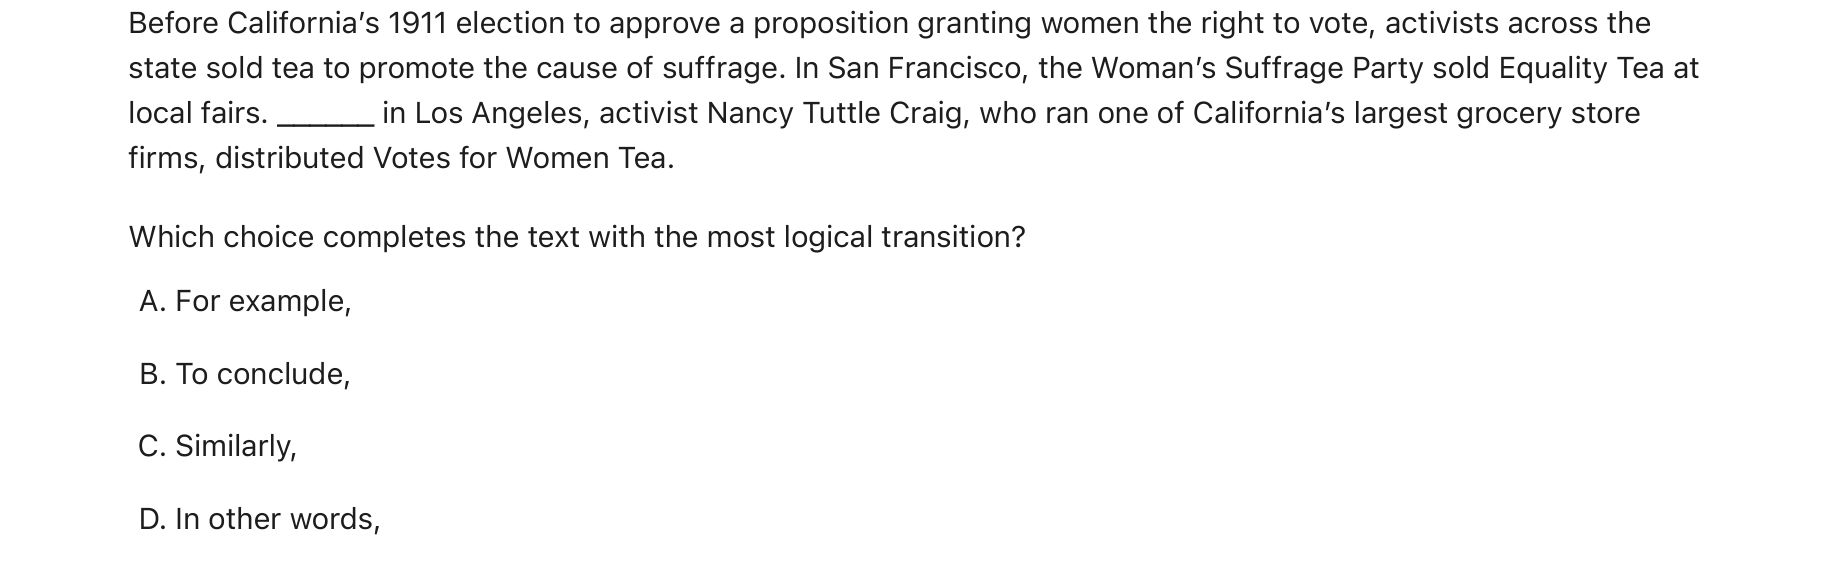 Before California’s 1911 election to approve a proposition granting women the right to vote, activists across the
state sold tea to promote the cause of suffrage. In San Francisco, the Woman’s Suffrage Party sold Equality Tea at
local fairs. ______ in Los Angeles, activist Nancy Tuttle Craig, who ran one of California’s largest grocery store
firms, distributed Votes for Women Tea.
Which choice completes the text with the most logical transition?
A. For example,
B. To conclude,
C. Similarly,
D. In other words,